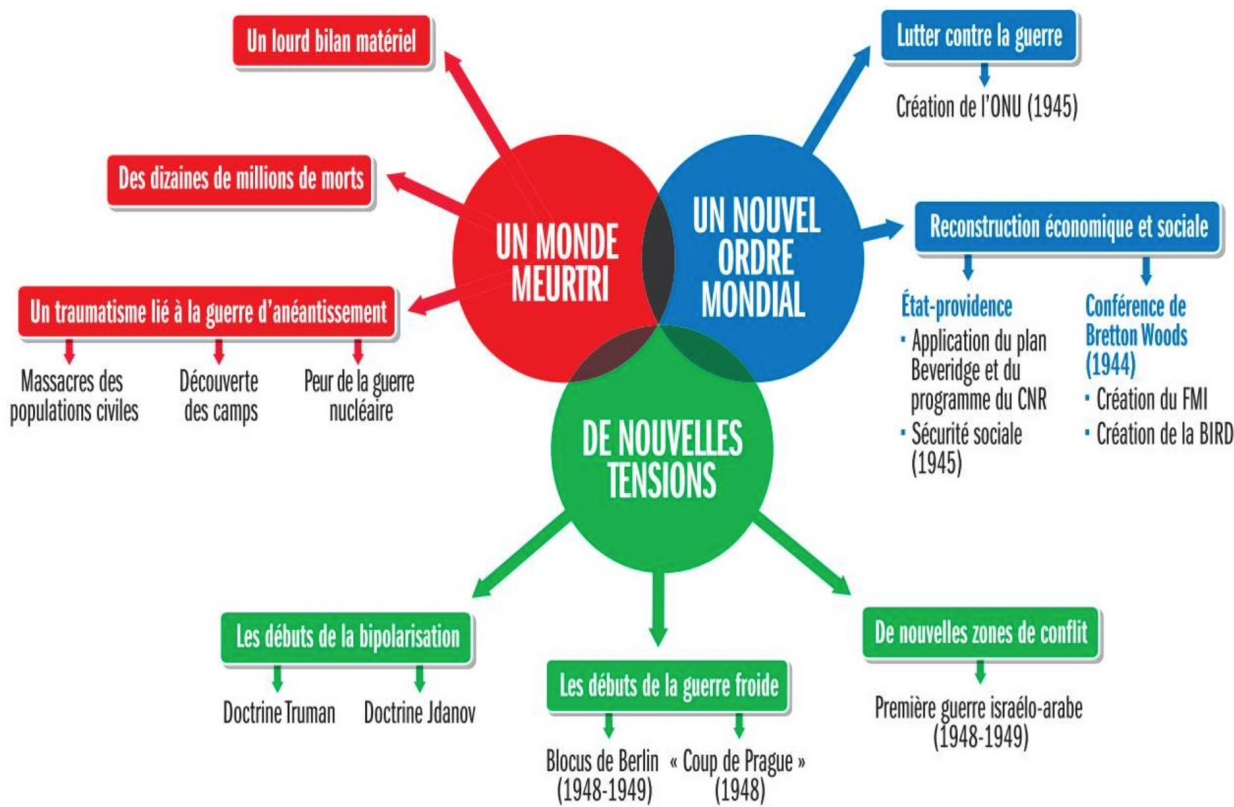 Un lourd bilan matériel
Des dizaines de millions de morts
Un traumatisme lié à la guerre d'anéantissement
Massacres des
populations civiles
Découverte
des camps
Peur de la guerre
nucléaire
UN MONDE
MEURTRI
UN NOUVEL
ORDRE
MONDIAL
Lutter contre la guerre
Création de l'ONU (1945)
Reconstruction économique et sociale
État-providence
▪ Application du plan
Beveridge et du
programme du CNR
▪ Sécurité sociale
(1945)
Conférence de
Bretton Woods
(1944)
▪ Création du FMI
▪ Création de la BIRD
DE NOUVELLES
TENSIONS
Les débuts de la bipolarisation
Doctrine Truman
Doctrine Jdanov
Les débuts de la guerre froide
Blocus de Berlin
(1948-1949)
« Coup de Prague »
(1948)
De nouvelles zones de conflit
Première guerre israélo-arabe
(1948-1949)